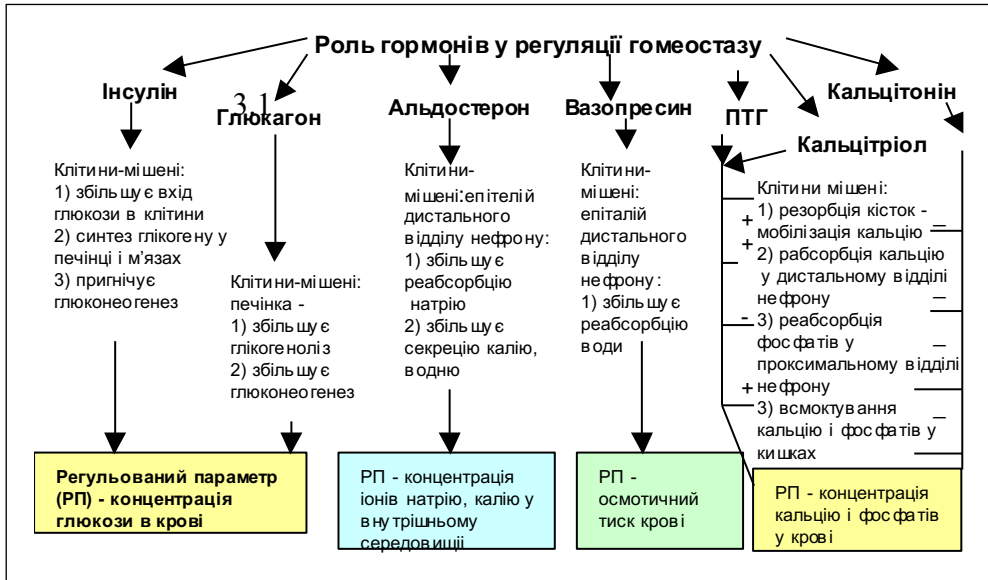 Роль гормонів у регуляції гомеостазу
Інсулін
3.1
Глюкагон
Альдостерон
Вазопресин
ПТГ
Кальцітонін
Кальцітріол
Клітини-мішені:
1) збільшує вхід
глюкози в клітини
2) синтез глікогену у
печінці і м’язах
3) пригнічує
глюконеогенез
Клітини-мішені:
печінка -
1) збільшує
глікогеноліз
2) збільшує
глюконеогенез
Клітини-
мішені:епітелій
дистального
відділу нефрону:
1) збільшує
реабсорбцію
натрію
2) збільшує
секрецію калію,
водню
Клітини-
мішені:
епіталій
дистального
відділу
нефрону:
1) збільшує
реабсорбцію
води
Клітини мішені:
1) резорбція кісток -
мобілізація кальцію
2) рабсорбція кальцію
у дистальному відділі
нефрону
3) реабсорбція
фосфатів у
проксимальному відділі
нефрону
3) всмоктування
кальцію і фосфатів у
кишках
+
+
-
+
–
–
–
–
Регульований параметр
(РП) - концентрація
глюкози в крові
РП - концентрація
іонів натрію, калію у
внутрішньому
середовищіі
РП -
осмотичний
тиск крові
РП - концентрація
кальцію і фосфатів
у крові